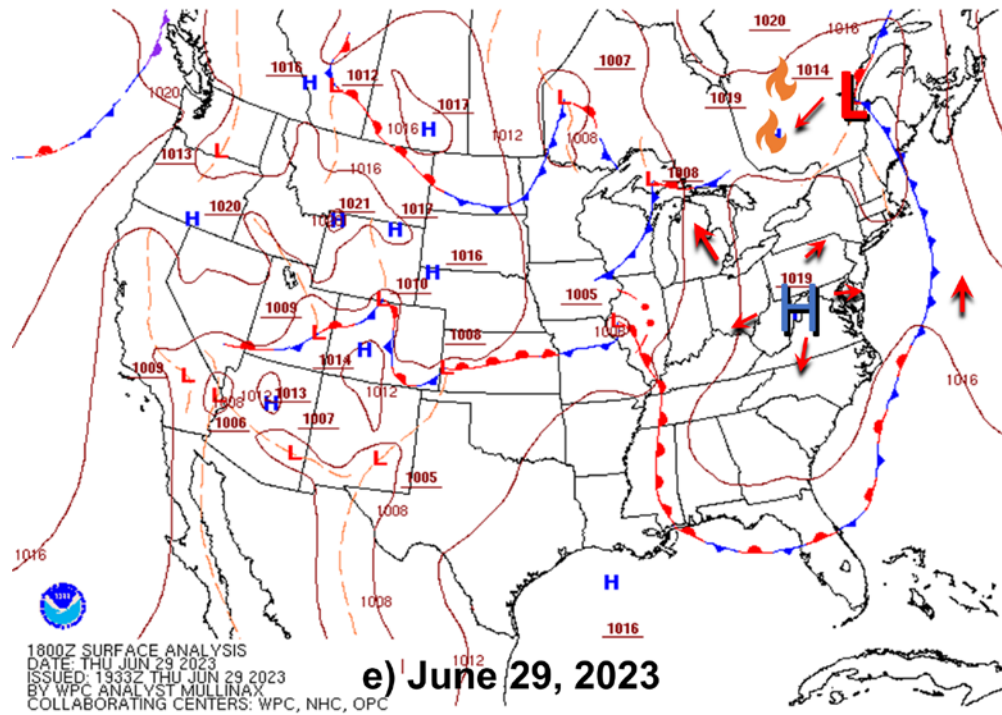 1020
1016
1014
L
1007
1019
1016
H
1012
L
1017
1016
H
1020
1012
L
1008
1013
L
1016
1008
L
1021
H
1017
H
1020
H
1016
H
1019
H
1010
L
1005
L
1008
1009
L
1008
1014
H
L
1009
L
1012
1013
H
1012
L
1008
1006
1007
L
L
1005
1008
1016
1016
1008
H
1016
1012
1800Z SURFACE ANALYSIS
DATE: THU JUN 29 2023
ISSUED: 1933Z THU JUN 29 2023
BY WPC ANALYST MULLINAX
COLLABORATING CENTERS: WPC, NHC, OPC
e) June 29, 2023